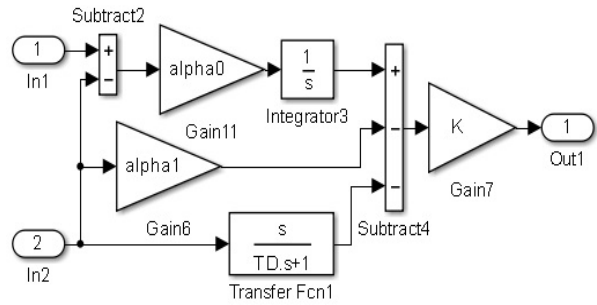 Subtract2
1
In1
+
−
alpha0
1
s
Integrator3
+
−
−
Gain11
alpha1
K
1
Out1
Gain7
Gain6
Subtract4
2
In2
s
TD.s+1
Transfer Fcn1